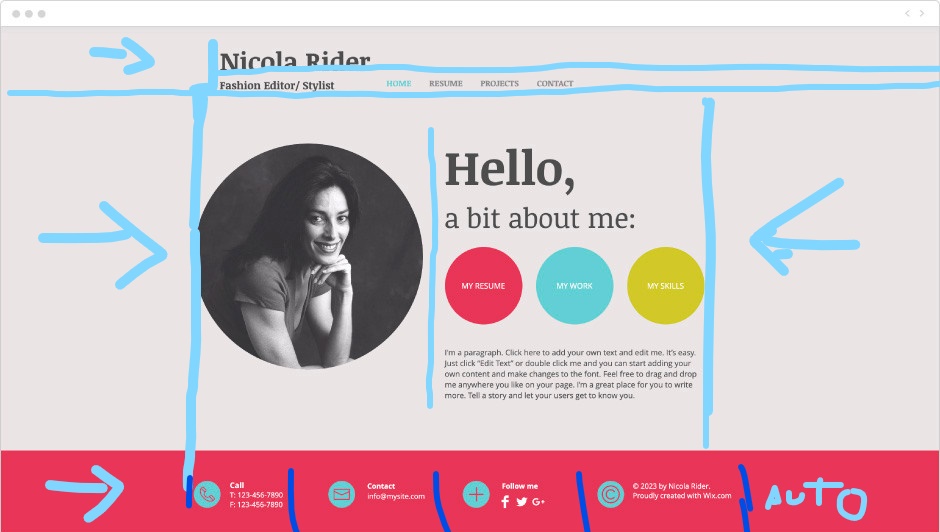 Nicola Rider
Fashion Editor/ Stylist
HOME RESUME PROJECTS CONTACT
Hello,
a bit about me:
MY RESUME MY WORK MY SKILLS
I'm a paragraph. Click here to add your own text and edit me. It's easy.
Just click "Edit Text" or double click me and you can start adding your
own content and make changes to the font. Feel free to drag and drop
me anywhere you like on your page. I'm a great place for you to write
more. Tell a story and let your users get to know you.
Call
T: 123-456-7890
F: 123-456-7890
Contact
info@mysite.com
Follow me
© 2023 by Nicola Rider.
Proudly created with Wix.com
AUTO